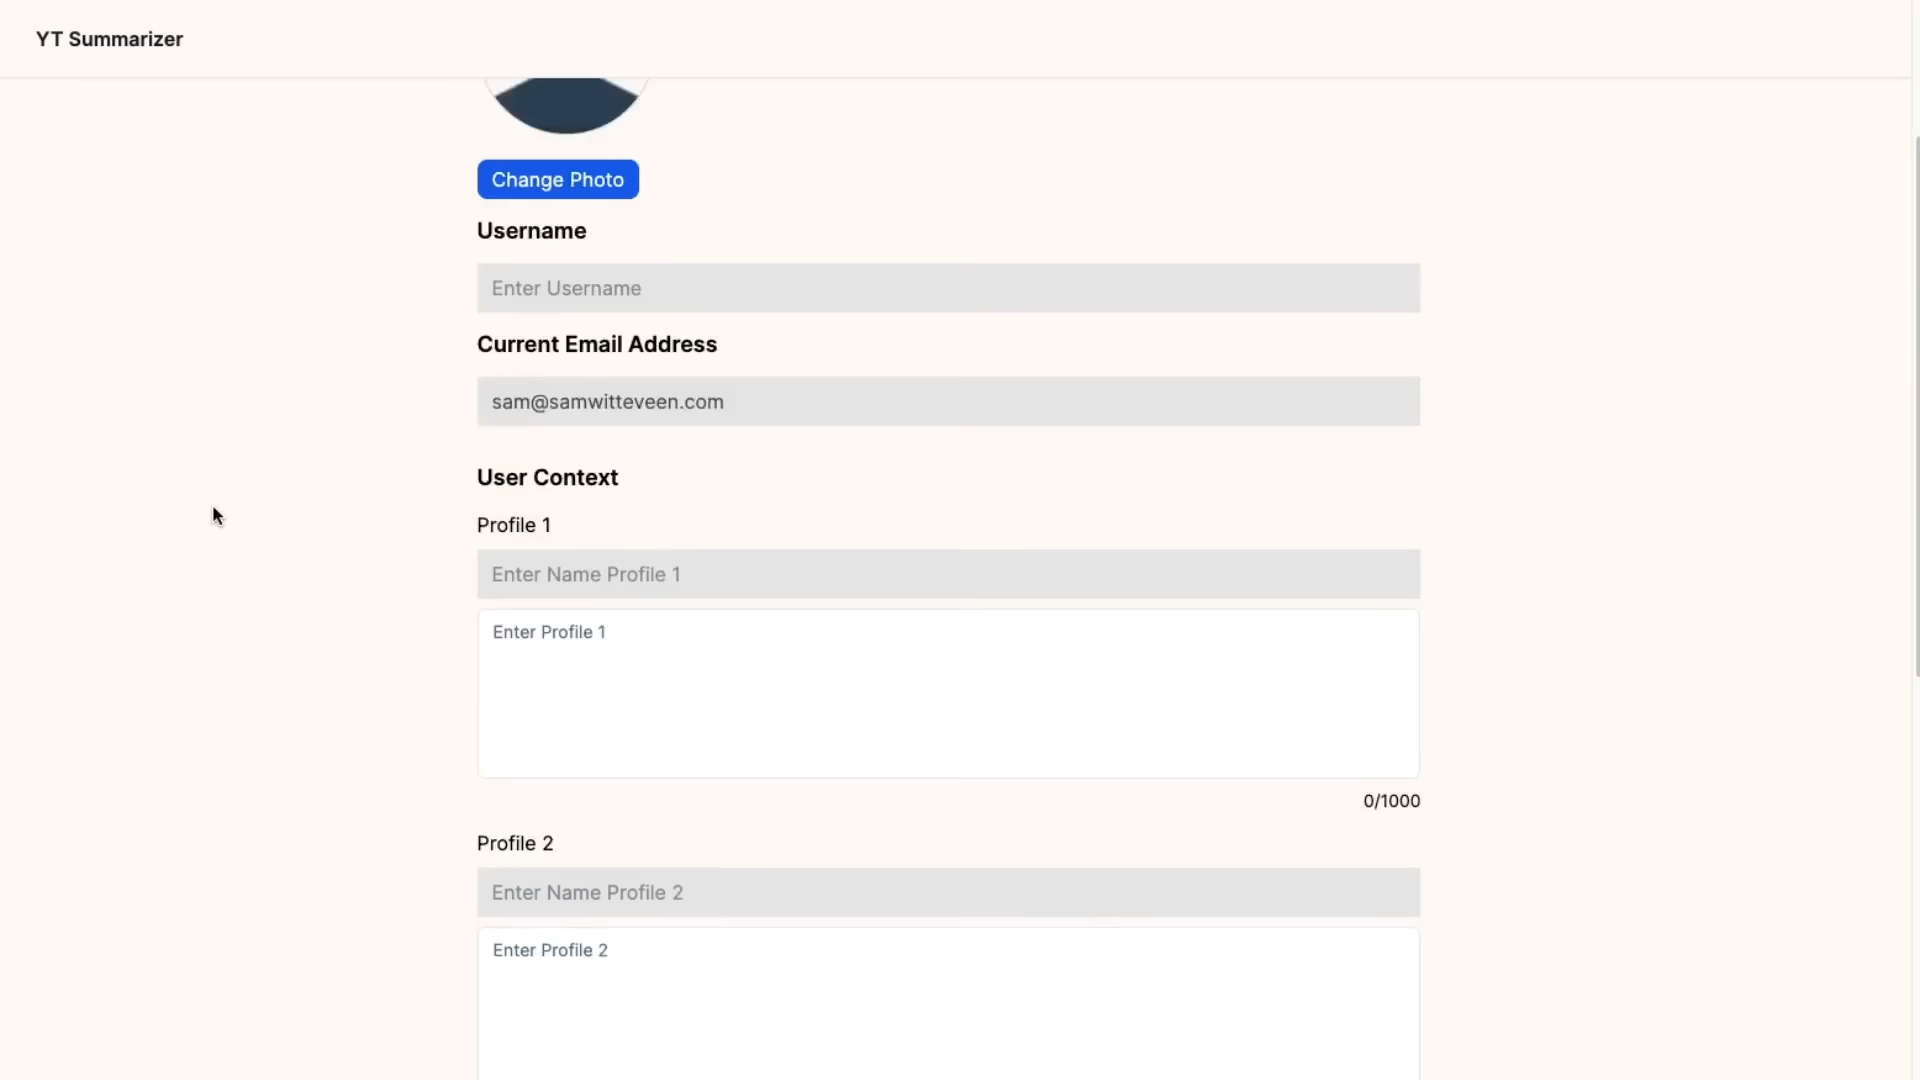 YT Summarizer
Change Photo
Username
Enter Username
Current Email Address
sam@samwitteveen.com
User Context
Profile 1
Enter Name Profile 1
Enter Profile 1
0/1000
Profile 2
Enter Name Profile 2
Enter Profile 2